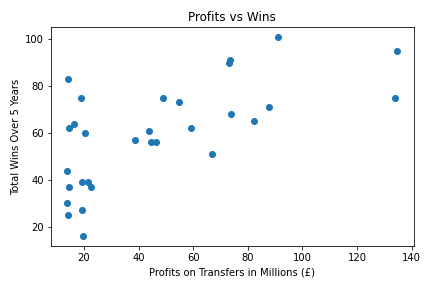 Profits vs Wins
100
80
60
40
20
Total Wins Over 5 Years
20 40 60 80 100 120 140
Profits on Transfers in Millions (£)